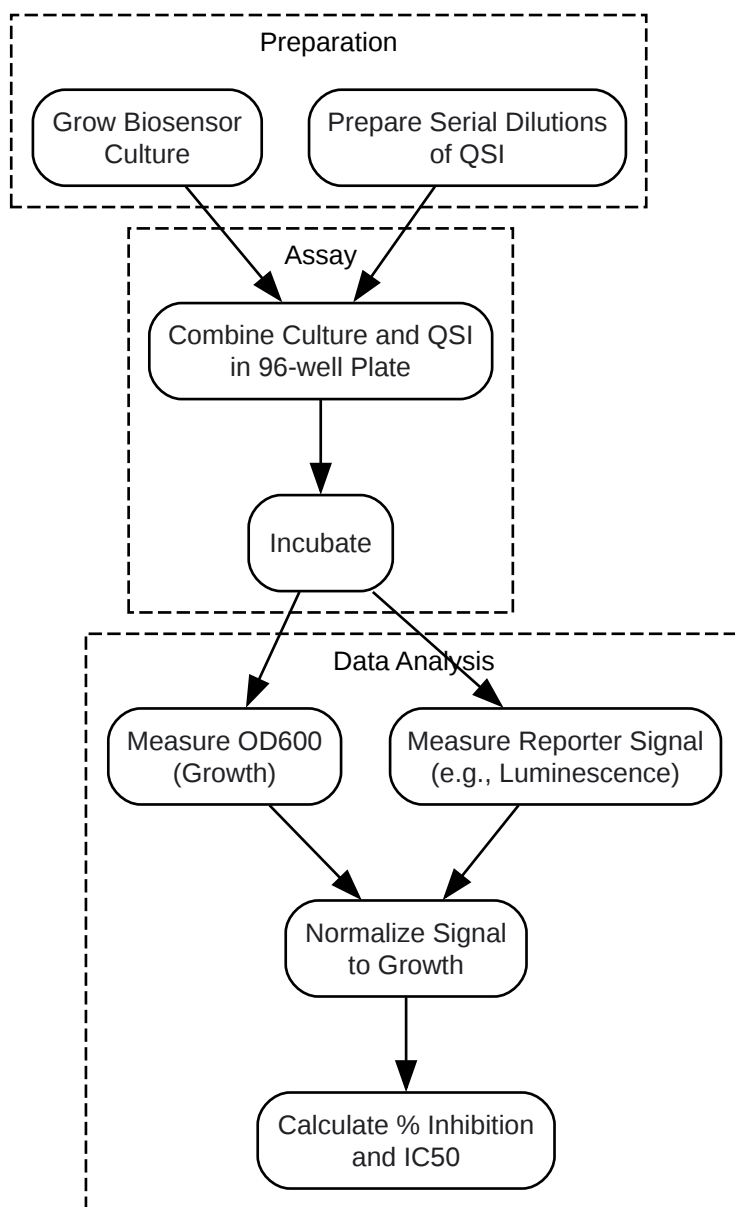 Preparation
Grow Biosensor
Culture
Prepare Serial Dilutions
of QSI
Assay
Combine Culture and QSI
in 96-well Plate
Incubate
Data Analysis
Measure OD600
(Growth)
Measure Reporter Signal
(e.g., Luminescence)
Normalize Signal
to Growth
Calculate % Inhibition
and IC50